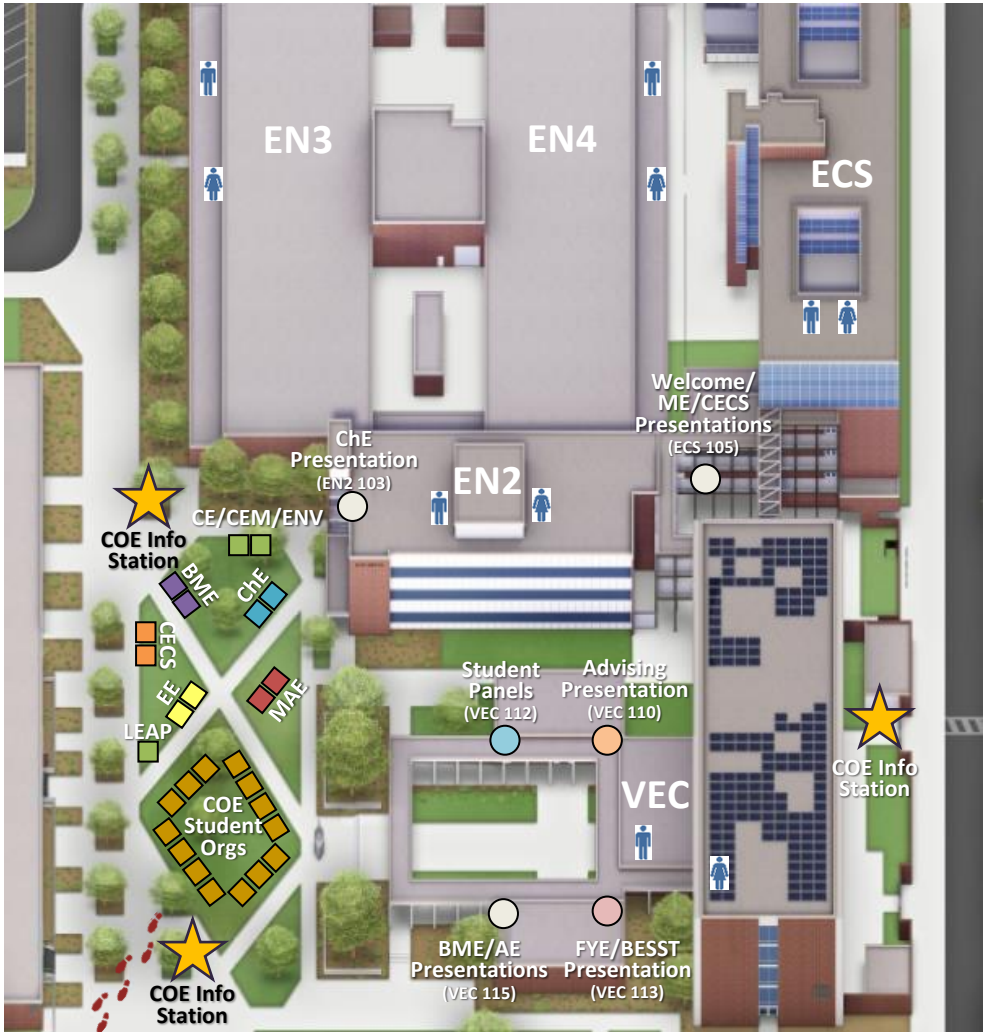 EN3
EN4
ECS
Welcome/
ME/CECS
Presentations
(ECS 105)
ChE
Presentation
(EN2 103)
EN2
CE/CEM/ENV
COE Info
Station
BME
ChE
CECS
EE
MAE
LEAP
Student
Panels
(VEC 112)
Advising
Presentation
(VEC 110)
VEC
COE Info
Station
COE
Student
Orgs
BME/AE
Presentations
(VEC 115)
FYE/BESST
Presentation
(VEC 113)
COE Info
Station